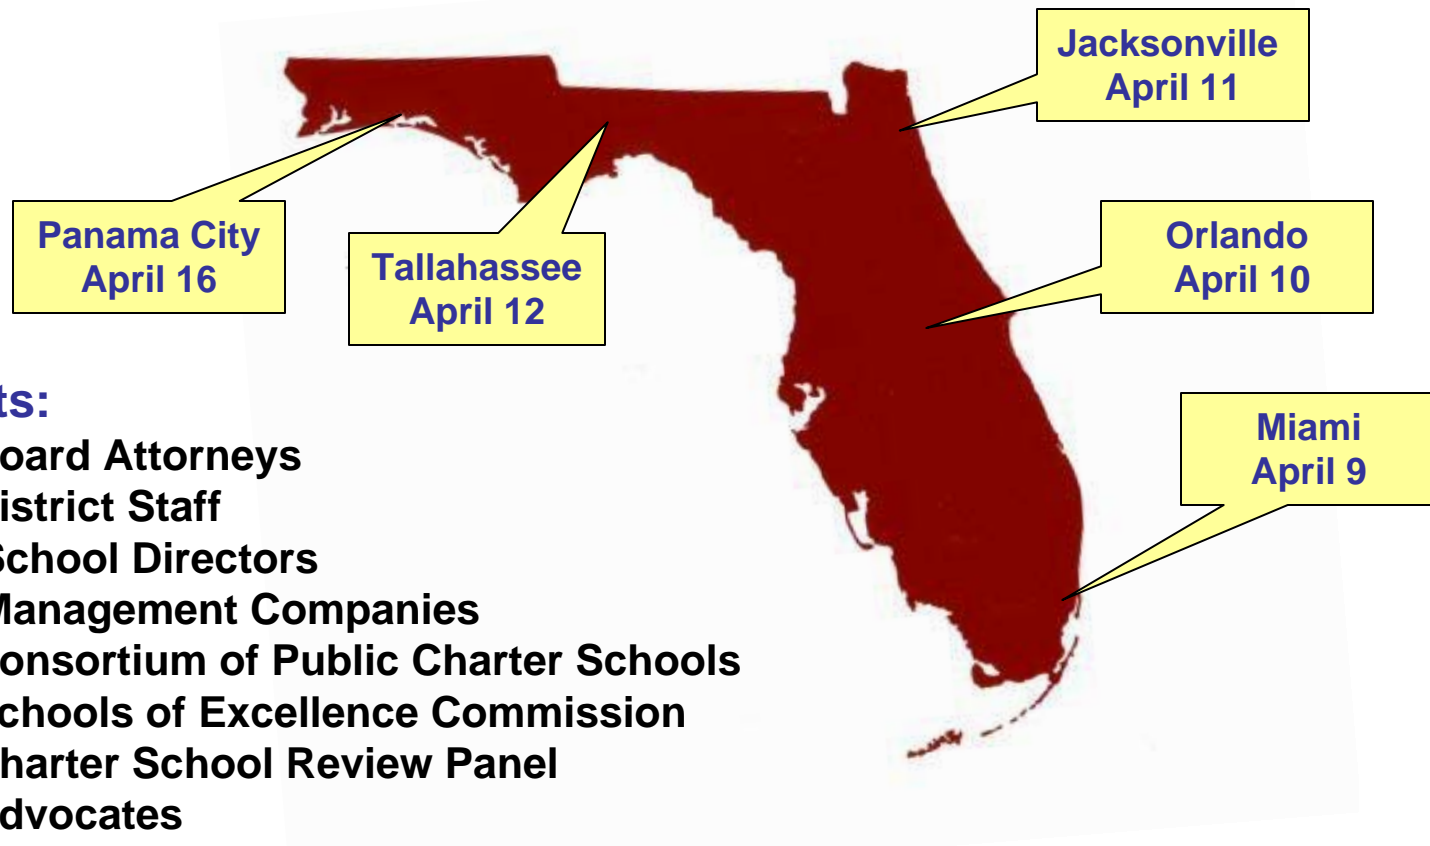 Jacksonville
April 11
Panama City
April 16
Tallahassee
April 12
Orlando
April 10
Miami
April 9
ts:
oard Attorneys
istrict Staff
School Directors
Management Companies
onsortium of Public Charter Schools
chools of Excellence Commission
harter School Review Panel
dvocates